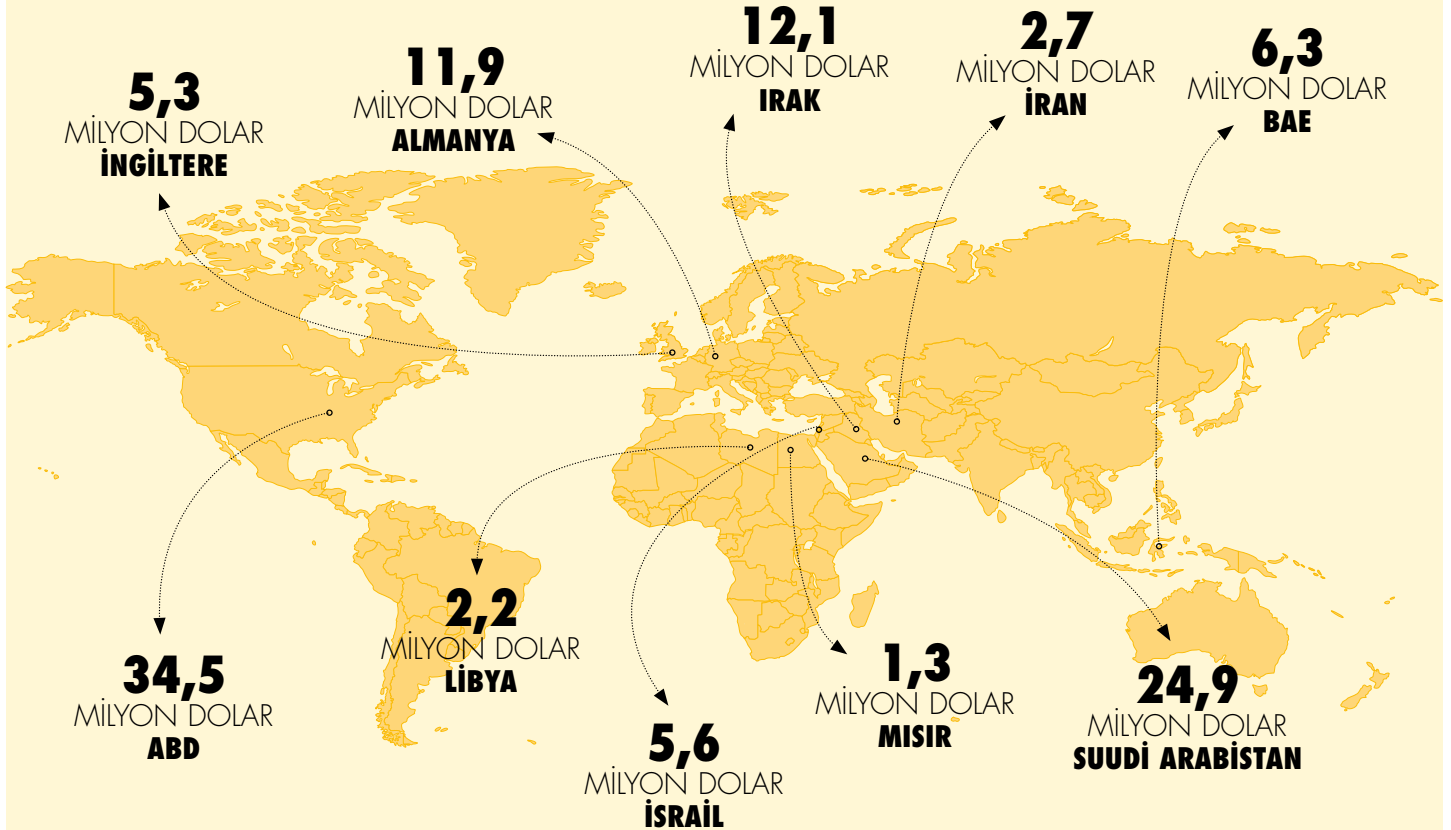 5,3
MİLYON DOLAR
İNGİLTERE
11,9
MİLYON DOLAR
ALMANYA
12,1
MİLYON DOLAR
IRAK
2,7
MİLYON DOLAR
İRAN
6,3
MİLYON DOLAR
BAE
34,5
MİLYON DOLAR
ABD
2,2
MİLYON DOLAR
LİBYA
5,6
MİLYON DOLAR
İSRAİL
1,3
MİLYON DOLAR
MISIR
24,9
MİLYON DOLAR
SUUDİ ARABİSTAN